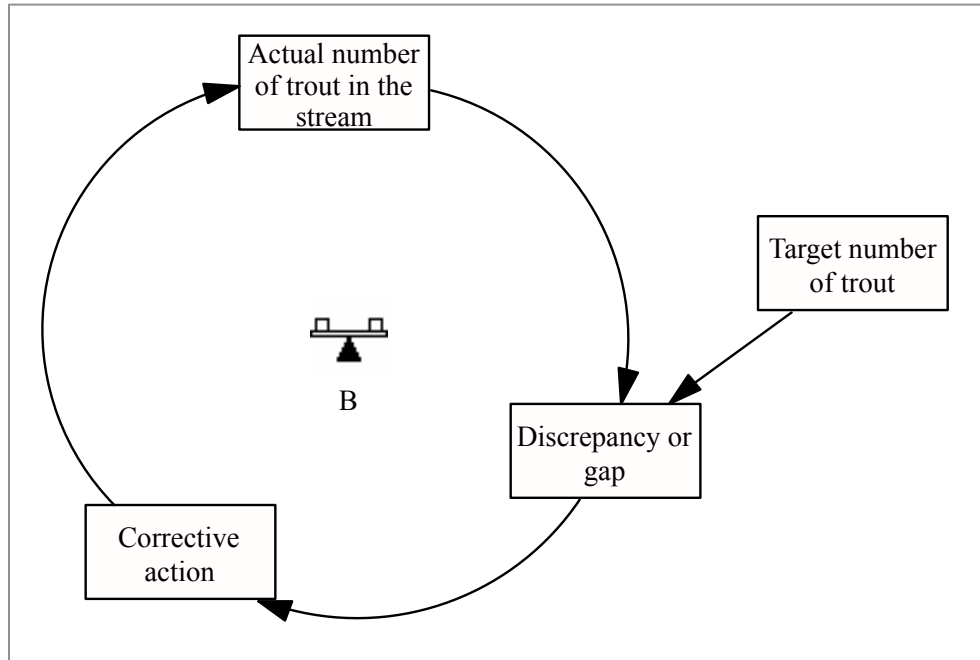 Actual number
of trout in the
stream
Target number
of trout
B
Discrepancy or
gap
Corrective
action